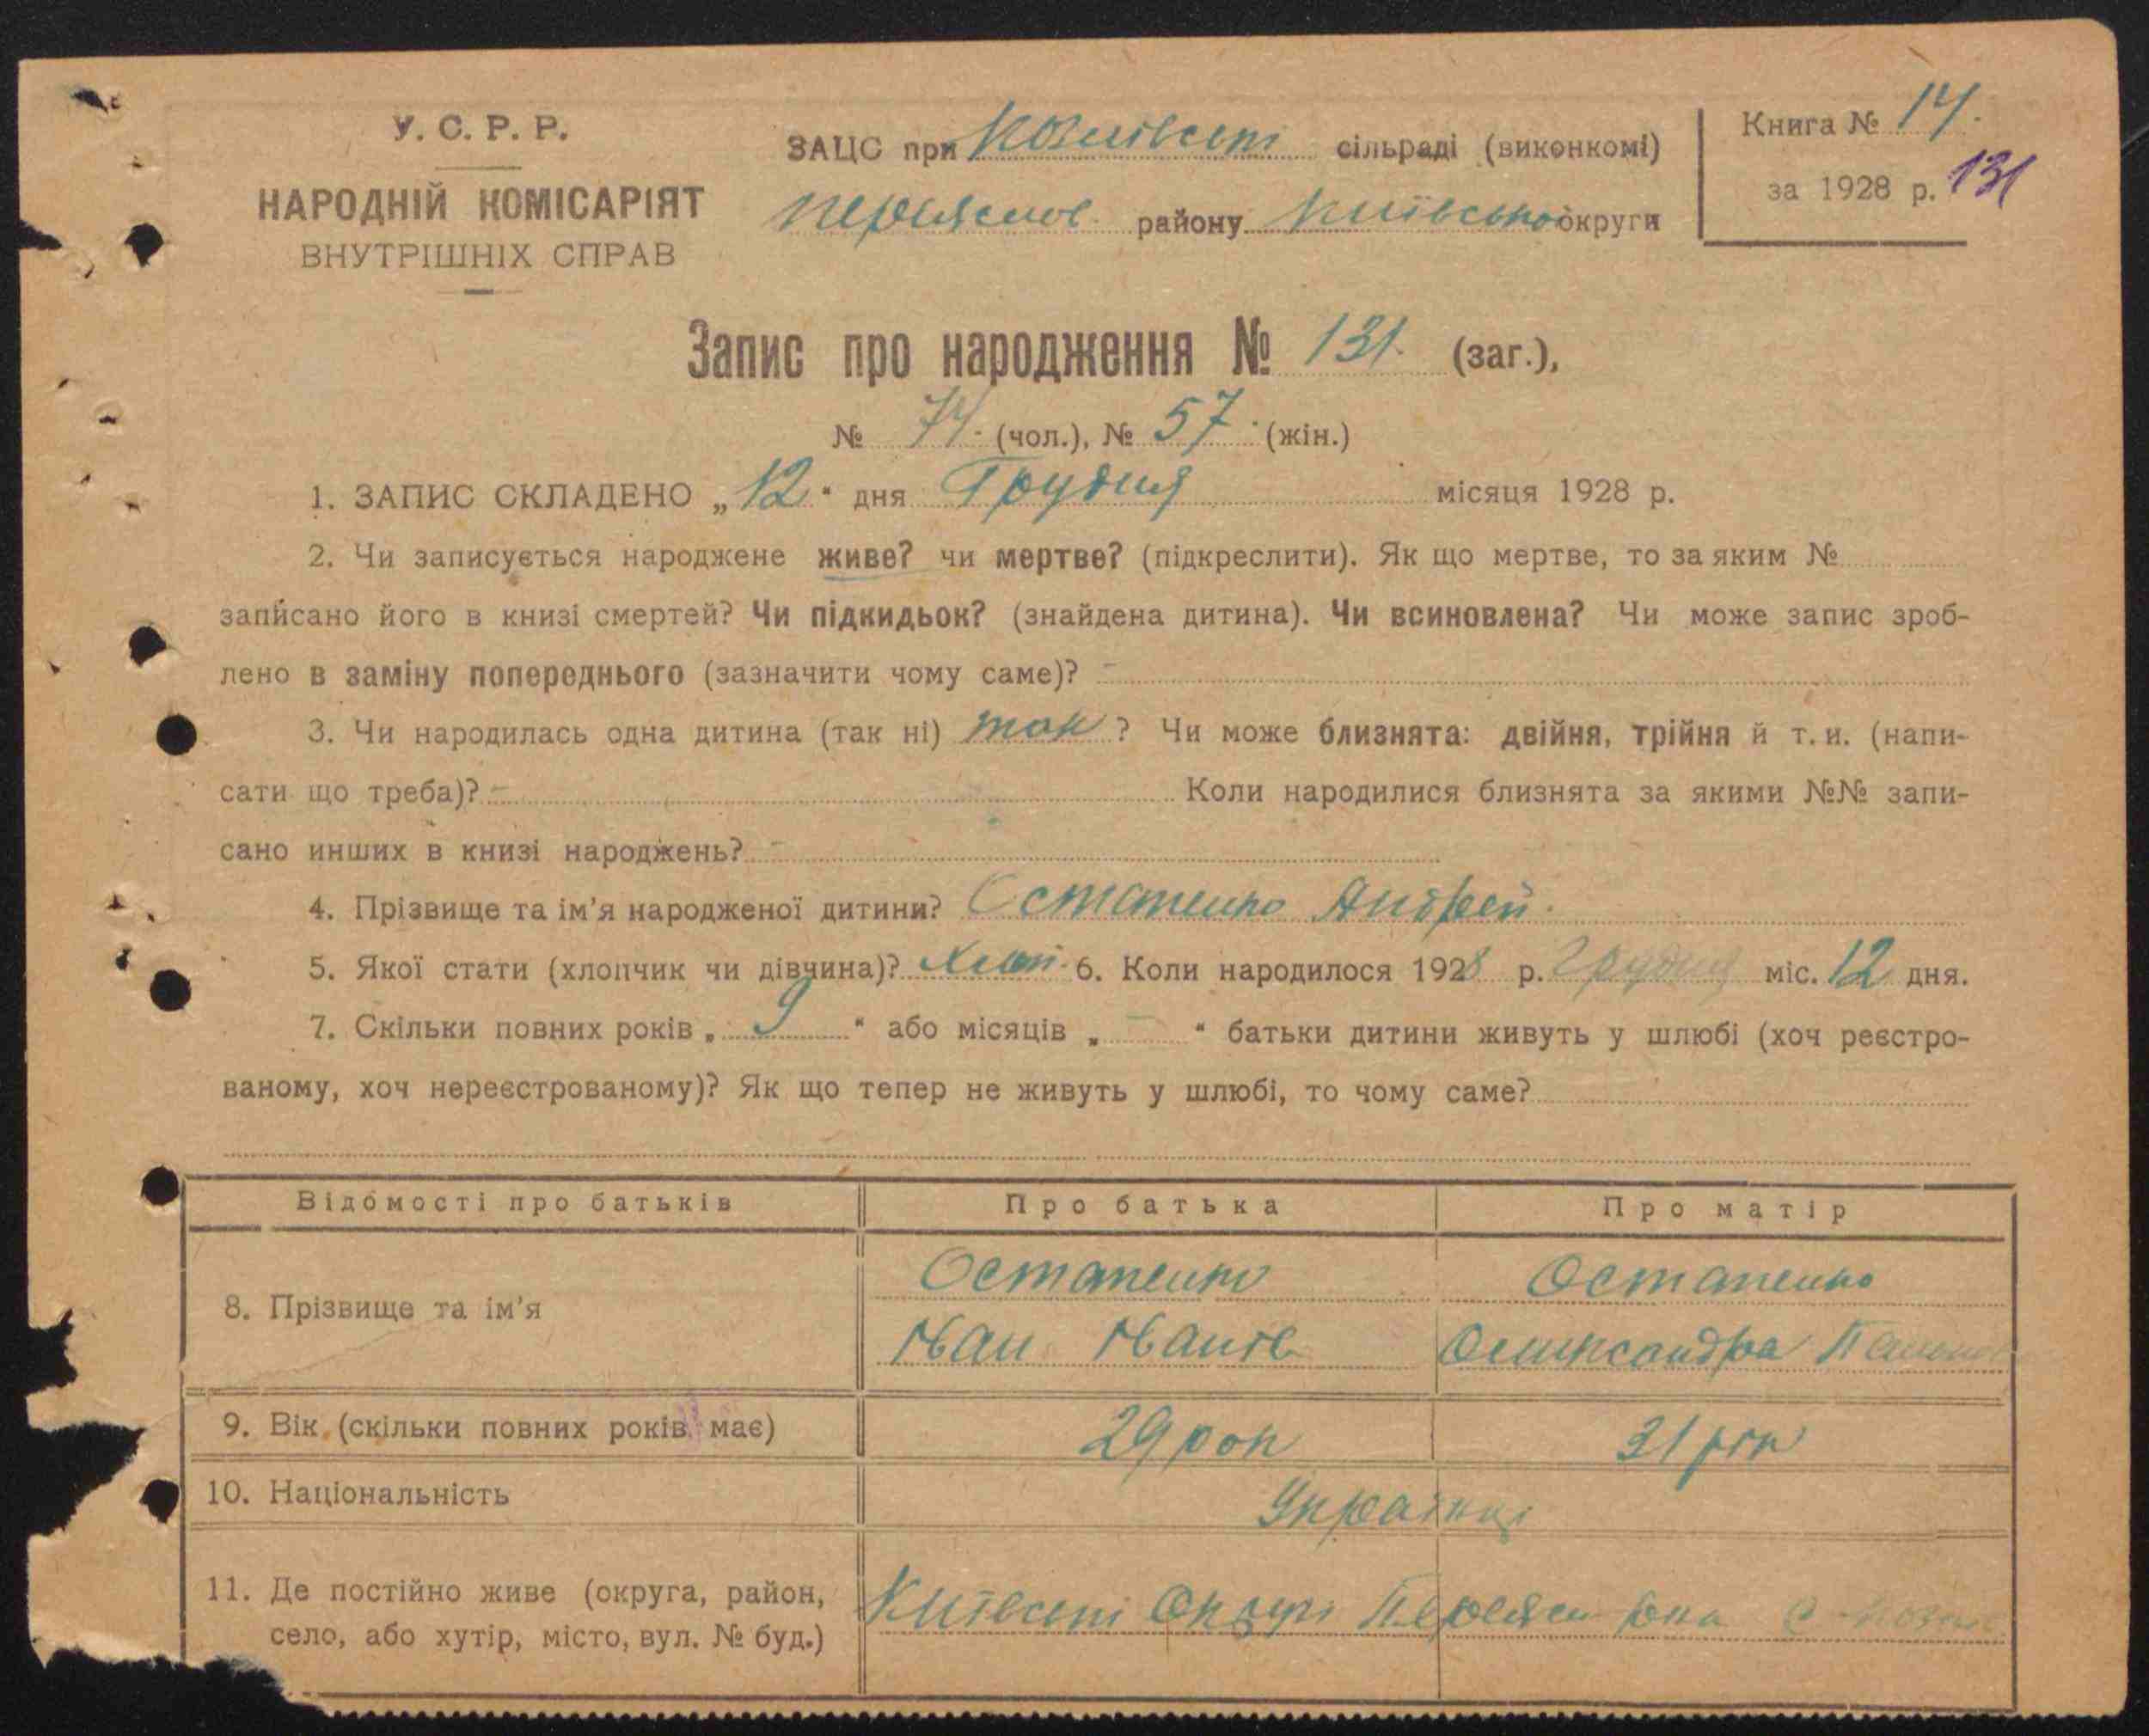 У. С. Р. Р.
НАРОДНІЙ КОМІСАРІЯТ
ВНУТРІШНІХ СПРАВ
ЗАЦС при Козлівскі сільраді (виконкомі)
Переяслов. району Київсько округи
Книга № 14.
за 1928 р. 131
Запис про народження № 131. (заг.),
№ 74. (чол.), № 57. (жін.)
1. ЗАПИС СКЛАДЕНО „12“ дня Грудня місяця 1928 р.
2. Чи записується народжене живе? чи мертве? (підкреслити). Як що мертве, то за яким №
записано його в книзі смертей? Чи підкидьок? (знайдена дитина). Чи всиновлена? Чи може запис зроб-
лено в заміну попереднього (зазначити чому саме)? -
3. Чи народилась одна дитина (так ні) так? Чи може близнята: двійня, трійня й т. и. (напи-
сати що треба)? - Коли народилися близнята за якими №№ запи-
сано инших в книзі народжень? -
4. Прізвище та ім'я народженої дитини? Остапенко Андрей.
5. Якої стати (хлопчик чи дівчина)? Хлоп. 6. Коли народилося 1928 р. Грудня міс. 12 дня.
7. Скільки повних років „ 9 “ або місяців „ - “ батьки дитини живуть у шлюбі (хоч реєстро-
ваному, хоч нереєстрованому)? Як що тепер не живуть у шлюбі, то чому саме?
Відомості про батьків Про батька Про матір
8. Прізвище та ім'я
Остапенко Остапенко
Іван Іванів Олександра
9. Вік (скільки повних років має) 29 рок 31 рік
10. Національність Українці
11. Де постійно живе (округа, район,
село, або хутір, місто, вул. № буд.)
Київскі Округі Переясл рона с